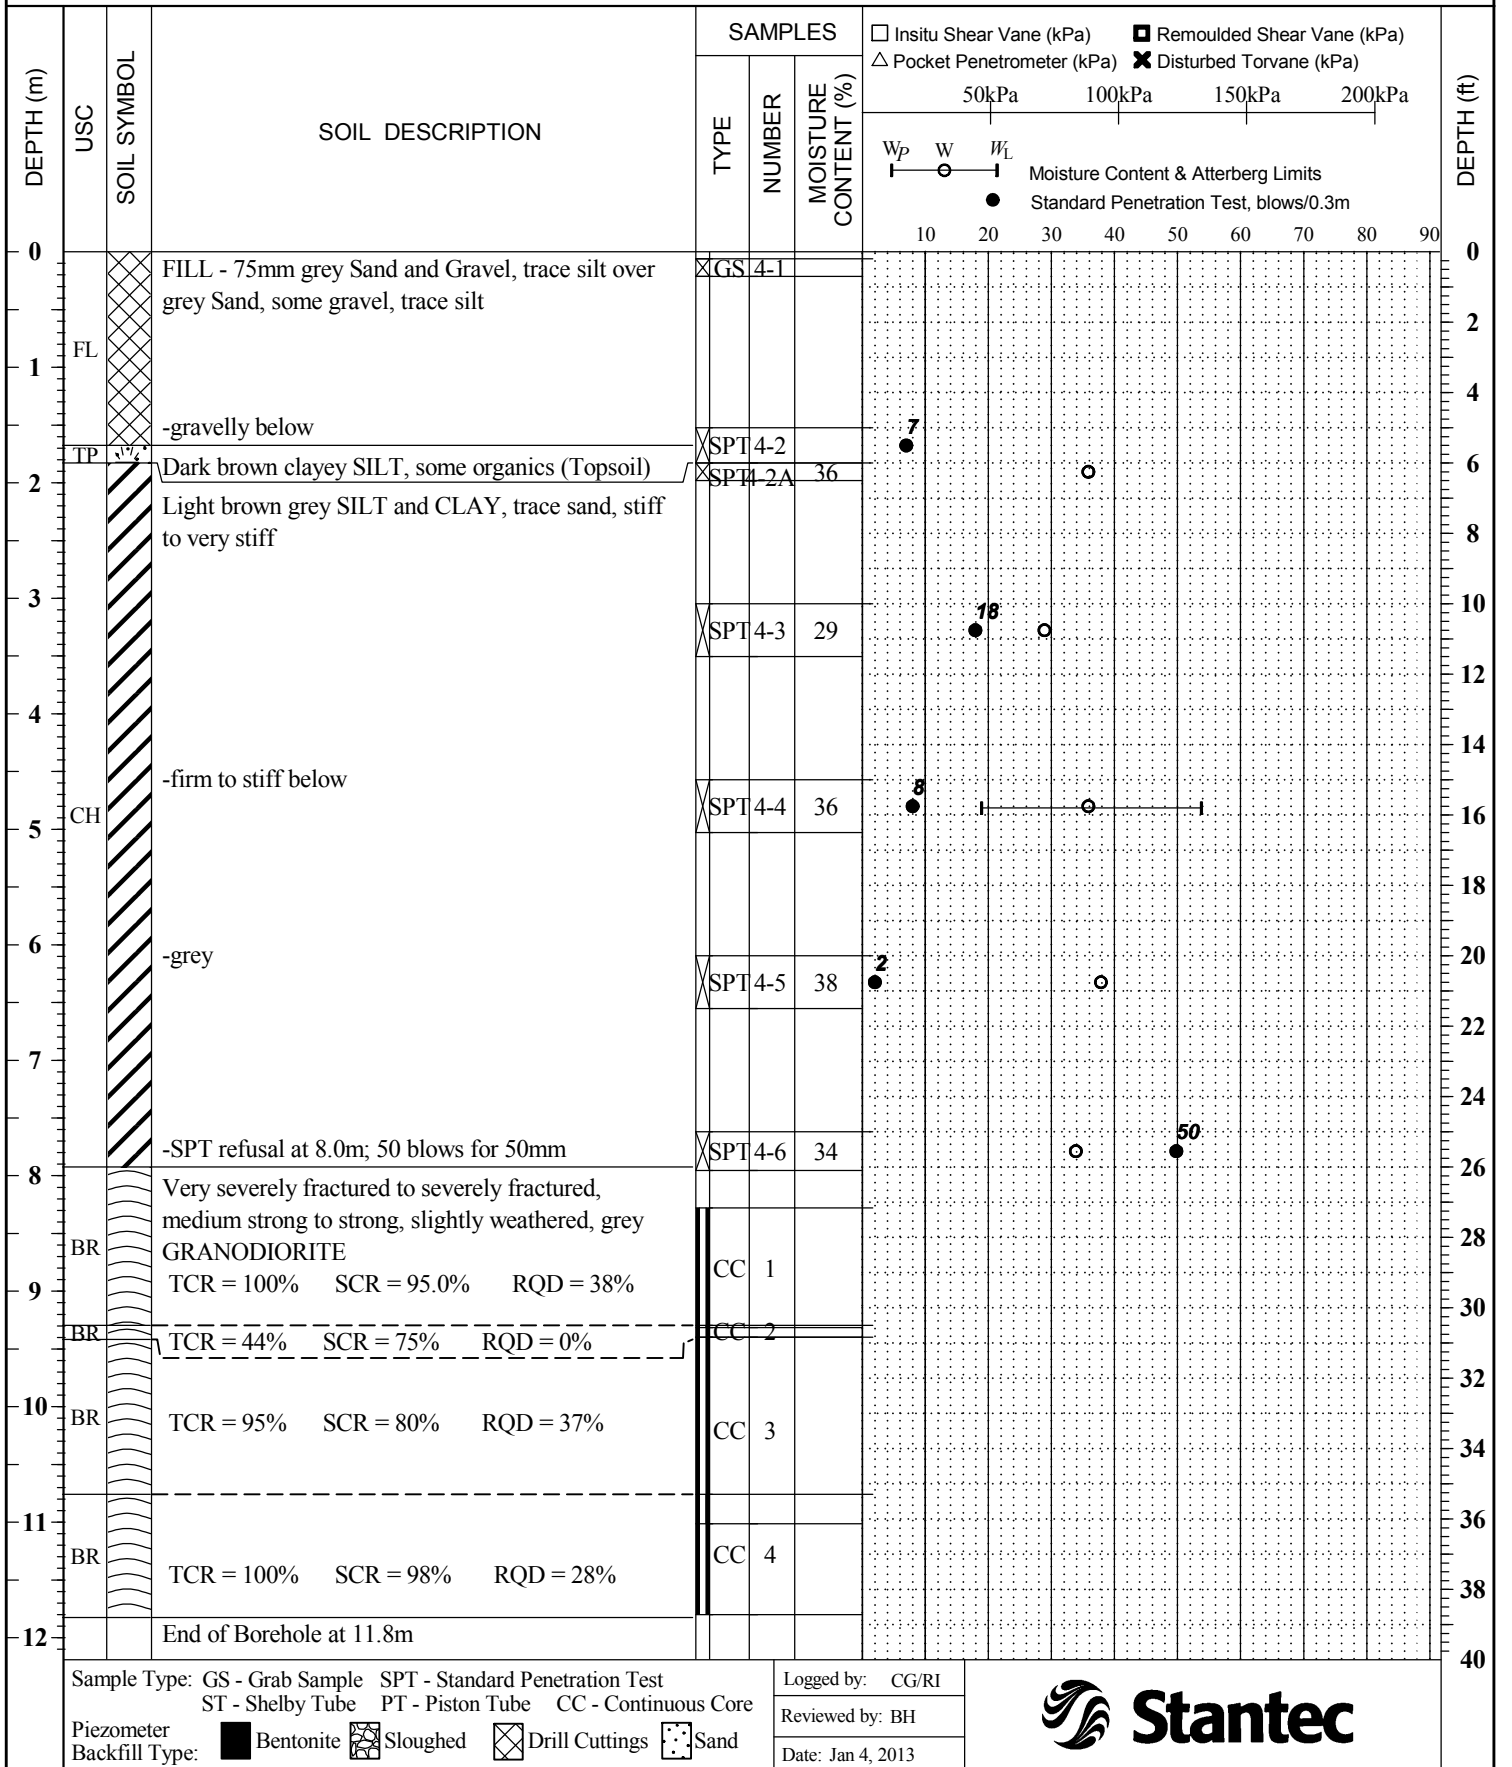 DEPTH (m)
USC
SOIL SYMBOL
SOIL DESCRIPTION
SAMPLES
TYPE
NUMBER
MOISTURE CONTENT (%)
Insitu Shear Vane (kPa) Remoulded Shear Vane (kPa)
Pocket Penetrometer (kPa) Disturbed Torvane (kPa)
50kPa 100kPa 150kPa 200kPa
WP W WL
Moisture Content & Atterberg Limits
Standard Penetration Test, blows/0.3m
10 20 30 40 50 60 70 80 90
DEPTH (ft)
0 0
FILL - 75mm grey Sand and Gravel, trace silt over GS 4-1
grey Sand, some gravel, trace silt
2
FL
1
4
-gravelly below
7
SPT 4-2
TP
Dark brown clayey SILT, some organics (Topsoil)
SPT 4-2A 36
6
2
Light brown grey SILT and CLAY, trace sand, stiff
to very stiff
8
3
10
18
SPT 4-3 29
12
4
14
-firm to stiff below
8
CH
SPT 4-4 36
16
5
18
6
-grey
20
2
SPT 4-5 38
22
7
24
50
-SPT refusal at 8.0m; 50 blows for 50mm SPT 4-6 34
26
8
Very severely fractured to severely fractured,
medium strong to strong, slightly weathered, grey
28
BR
GRANODIORITE
CC 1
TCR = 100% SCR = 95.0% RQD = 38%
9
30
BR
CC 2
TCR = 44% SCR = 75% RQD = 0%
32
10
BR
TCR = 95% SCR = 80% RQD = 37%
CC 3
34
11
36
BR
CC 4
TCR = 100% SCR = 98% RQD = 28%
38
12
End of Borehole at 11.8m
40
Sample Type: GS - Grab Sample SPT - Standard Penetration Test
ST - Shelby Tube PT - Piston Tube CC - Continuous Core
Piezometer
Backfill Type: Bentonite Sloughed Drill Cuttings Sand
Logged by: CG/RI
Reviewed by: BH
Date: Jan 4, 2013
Stantec